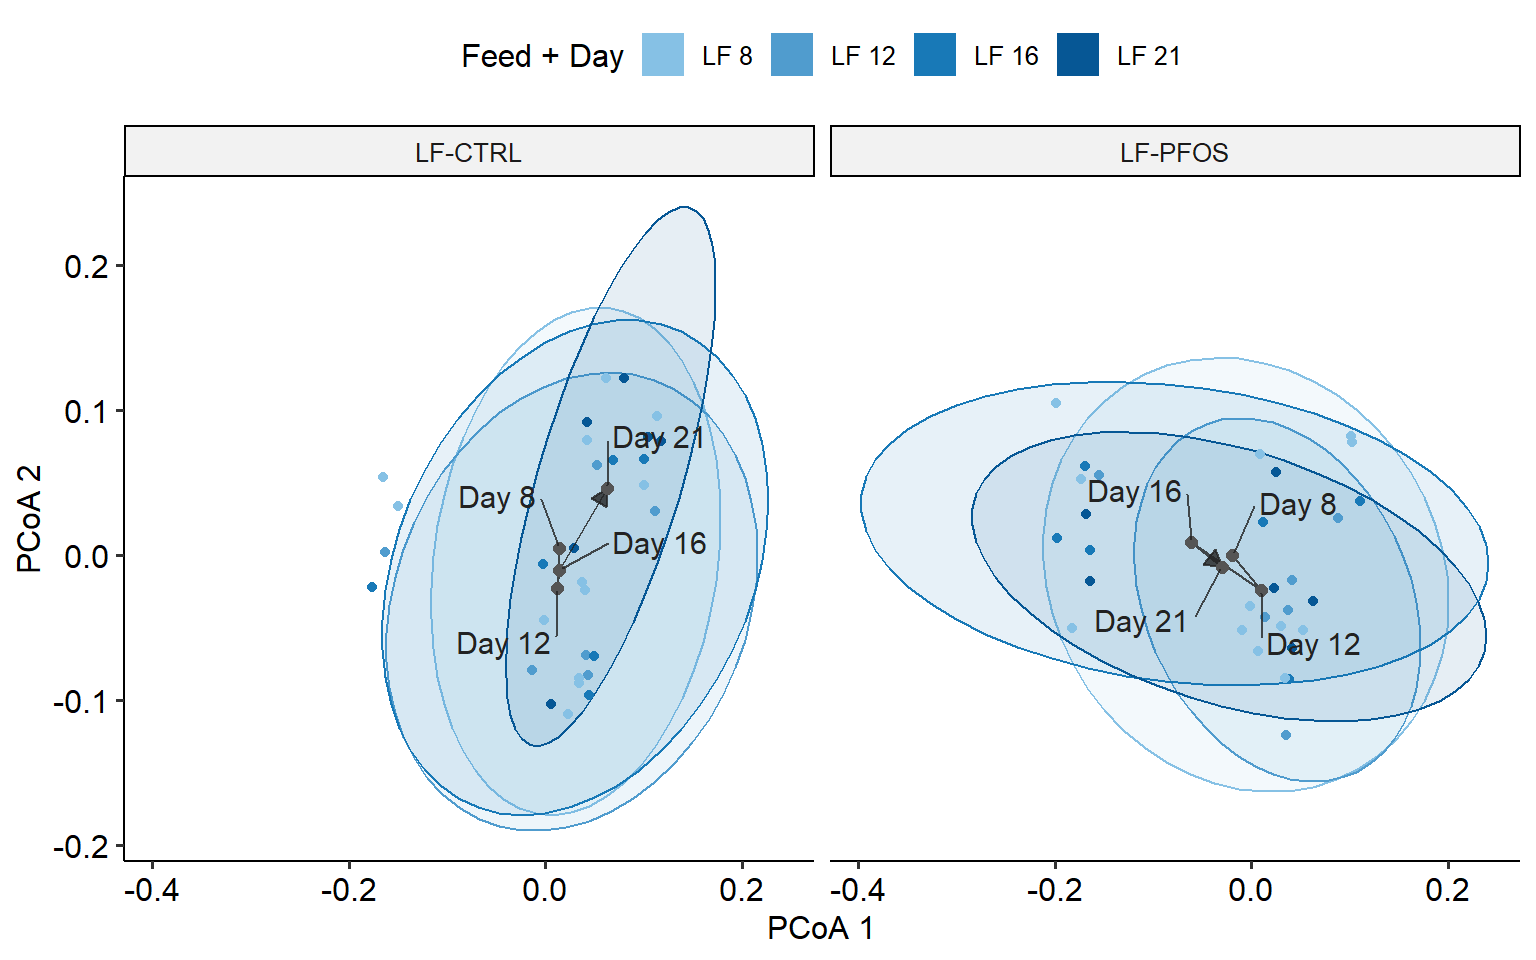 Feed + Day LF 8 LF 12 LF 16 LF 21
LF-CTRL LF-PFOS
PCoA 2
0.2
0.1
0.0
-0.1
-0.2
Day 21
Day 8
Day 16
Day 12
Day 16
Day 8
Day 21
Day 12
-0.4 -0.2 0.0 0.2 -0.4 -0.2 0.0 0.2
PCoA 1